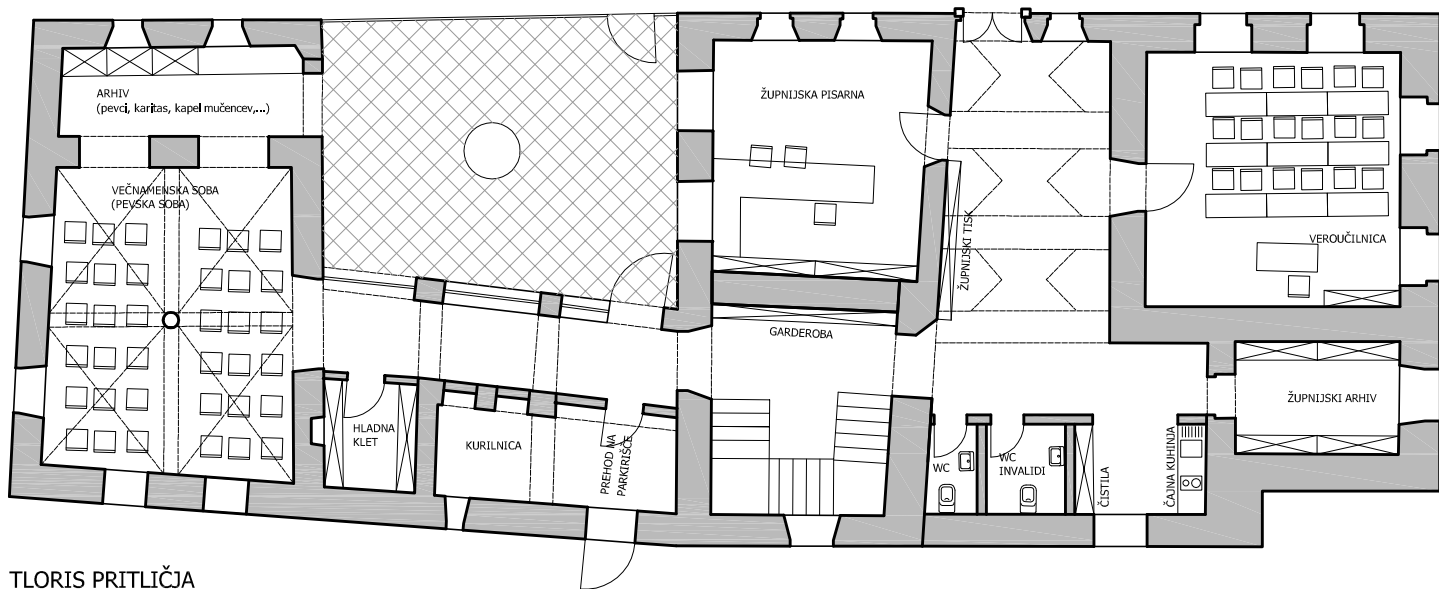 ARHIV
(pevci, karitas, kapel mučencev,...)
VEČNAMENSKA SOBA
(PEVSKA SOBA)
ŽUPNIJSKA PISARNA
ŽUPNIJSKI TISK
VEROUČILNICA
GARDEROBA
ŽUPNIJSKI ARHIV
HLADNA
KLET
KURILNICA
PREHOD NA
PARKIRIŠČE
WC
WC
INVALIDI
ČISTILA
ČAJNA KUHINJA
TLORIS PRITLIČJA